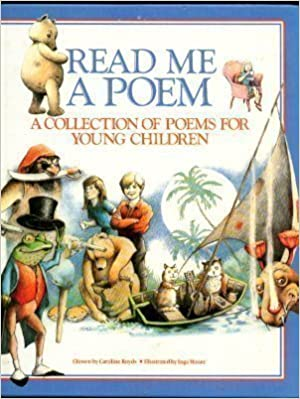 READ ME
A POEM
A COLLECTION OF POEMS FOR
YOUNG CHILDREN
Chosen by Caroline Royds • Illustrated by Inga Moore